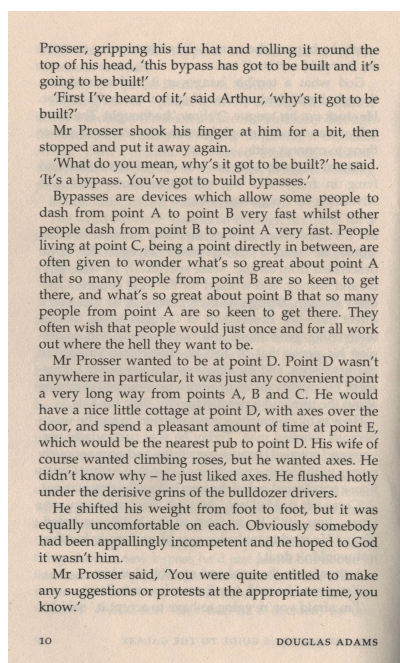 Prosser, gripping his fur hat and rolling it round the
top of his head, ‘this bypass has got to be built and it’s
going to be built!’
‘First I’ve heard of it,’ said Arthur, ‘why’s it got to be
built?’
Mr Prosser shook his finger at him for a bit, then
stopped and put it away again.
‘What do you mean, why’s it got to be built?’ he said.
‘It’s a bypass. You’ve got to build bypasses.’
Bypasses are devices which allow some people to
dash from point A to point B very fast whilst other
people dash from point B to point A very fast. People
living at point C, being a point directly in between, are
often given to wonder what’s so great about point A
that so many people from point B are so keen to get
there, and what’s so great about point B that so many
people from point A are so keen to get there. They
often wish that people would just once and for all work
out where the hell they want to be.
Mr Prosser wanted to be at point D. Point D wasn’t
anywhere in particular, it was just any convenient point
a very long way from points A, B and C. He would
have a nice little cottage at point D, with axes over the
door, and spend a pleasant amount of time at point E,
which would be the nearest pub to point D. His wife of
course wanted climbing roses, but he wanted axes. He
didn’t know why – he just liked axes. He flushed hotly
under the derisive grins of the bulldozer drivers.
He shifted his weight from foot to foot, but it was
equally uncomfortable on each. Obviously somebody
had been appallingly incompetent and he hoped to God
it wasn’t him.
Mr Prosser said, ‘You were quite entitled to make
any suggestions or protests at the appropriate time, you
know.’
10 DOUGLAS ADAMS